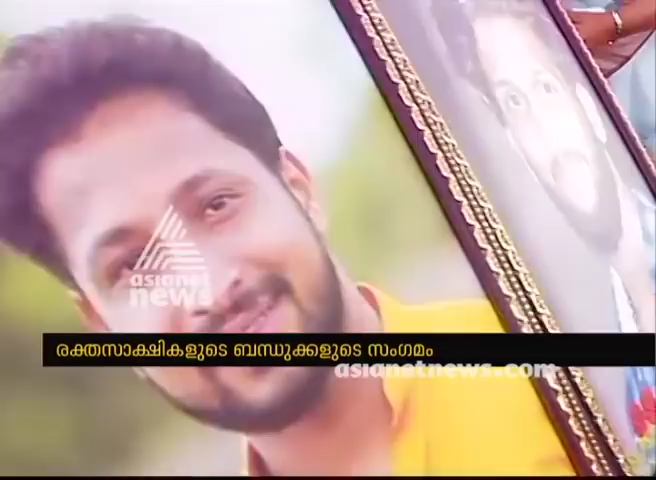 asianet
news
രക്തസാക്ഷികളുടെ ബന്ധുക്കളുടെ സംഗമം
asianetnews.com